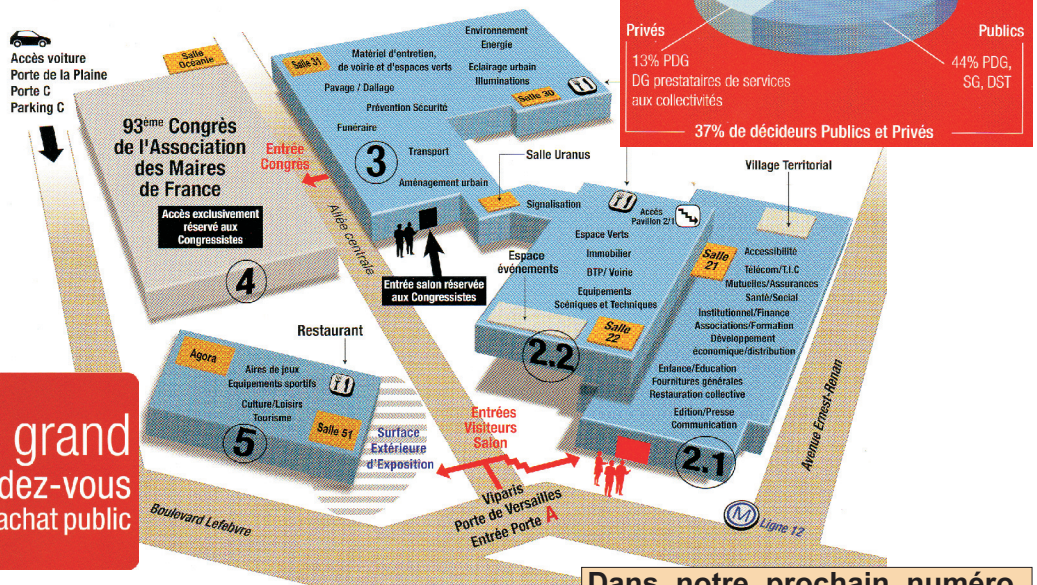 Accès voiture
Porte de la Plaine
Porte C
Parking C
Salle
Océanie
93ème Congrès
de l'Association
des Maires
de France
Accès exclusivement
réservé aux
Congressistes
4
Entrée
Congrès
Allée centrale
Salle 31
Matériel d'entretien,
de voirie et d'espaces verts
Pavage / Dallage
Prévention Securité
Funéraire
3
Transport
Aménagement urbain
Environnement
Energie
Eclairage urbain
Illuminations
Salle 30
Salle Uranus
Signalisation
Entrée salon réservée
aux Congressistes
Privés
13% PDG
DG prestataires de services
aux collectivités
Publics
44% PDG,
SG, DST
37% de décideurs Publics et Privés
Village Territorial
Accès
Pavillon 2/1
Espace
événements
Espace Verts
Immobilier
BTP/ Voirie
Equipements
Scéniques et Techniques
Salle
22
2.2
Salle
21
Accessibilité
Télécom/T.I.C
Mutuelles/Assurances
Santé/Social
Institutionnel/Finance
Associations/Formation
Développement
économique/distribution
Enfance/Education
Fournitures générales
Restauration collective
Edition/Presse
Communication
2.1
Avenue Ernest-Renan
Restaurant
Agora
Aires de jeux
Equipements sportifs
Culture/Loisirs
Tourisme
Salle 51
5
Surface
Extérieure
d'Exposition
Entrées
Visiteurs
Salon
Viparis
Porte de Versailles
Entrée Porte A
M Ligne 12
Boulevard Lefebvre
grand
dez-vous
achat public
Dans notre prochain numéro